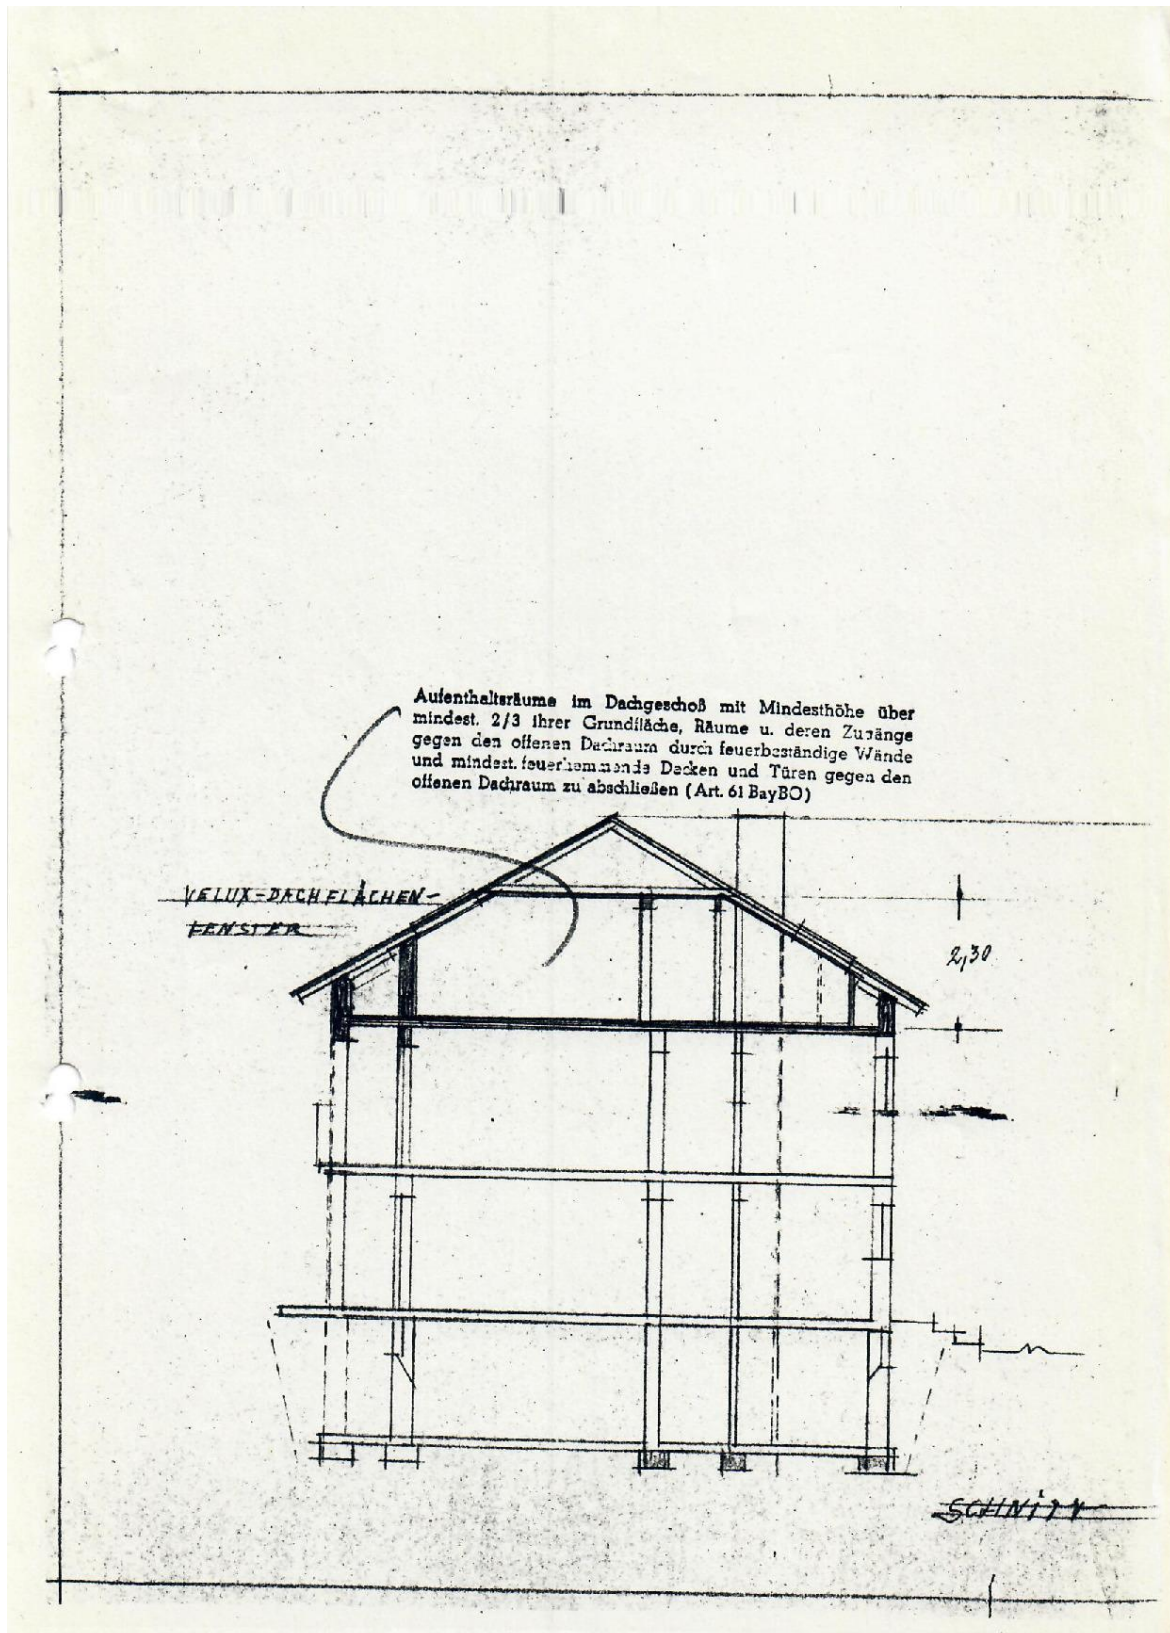 Aufenthaltsräume im Dachgeschoß mit Mindesthöhe über
mindest. 2/3 ihrer Grundfläche, Räume u. deren Zugänge
gegen den offenen Dachraum durch feuerbeständige Wände
und mindest. feuerhemmende Decken und Türen gegen den
offenen Dachraum zu abschließen (Art. 61 BayBO)
VELUX-DACHFLÄCHEN-
FENSTER
2,30
SCHNITT